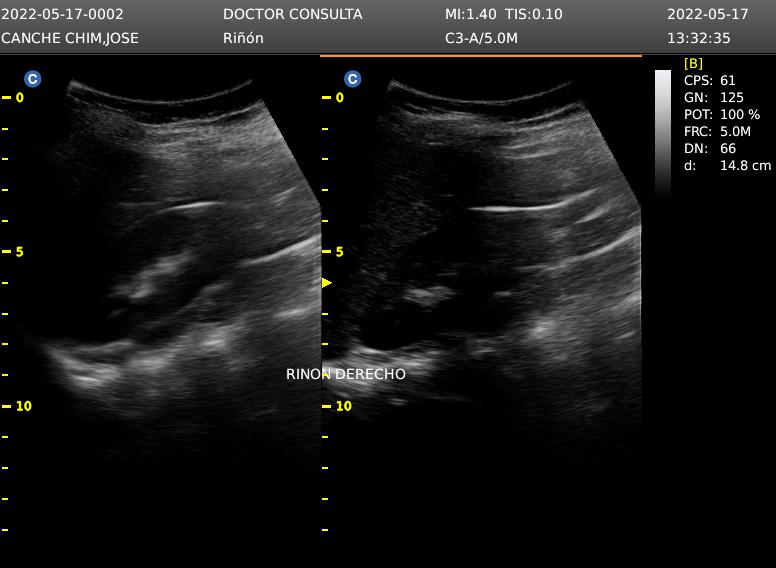 2022-05-17-0002 DOCTOR CONSULTA MI:1.40 TIS:0.10 2022-05-17
CANCHE CHIM,JOSE Riñón C3-A/5.0M 13:32:35
C C [B]
0 0 CPS: 61
GN: 125
POT: 100 %
FRC: 5.0M
DN: 66
d: 14.8 cm
5 5
RINON DERECHO
10 10